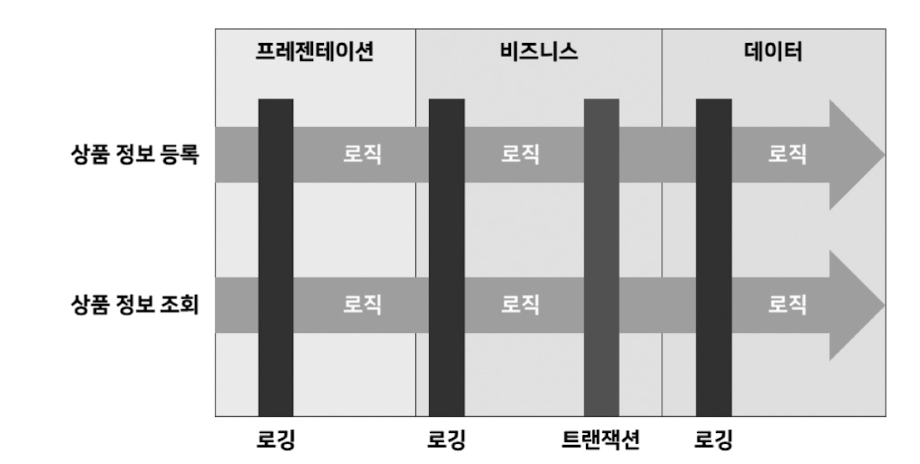 프레젠테이션 비즈니스 데이터
상품 정보 등록 로직 로직 로직
상품 정보 조회 로직 로직 로직
로깅 로깅 트랜잭션 로깅